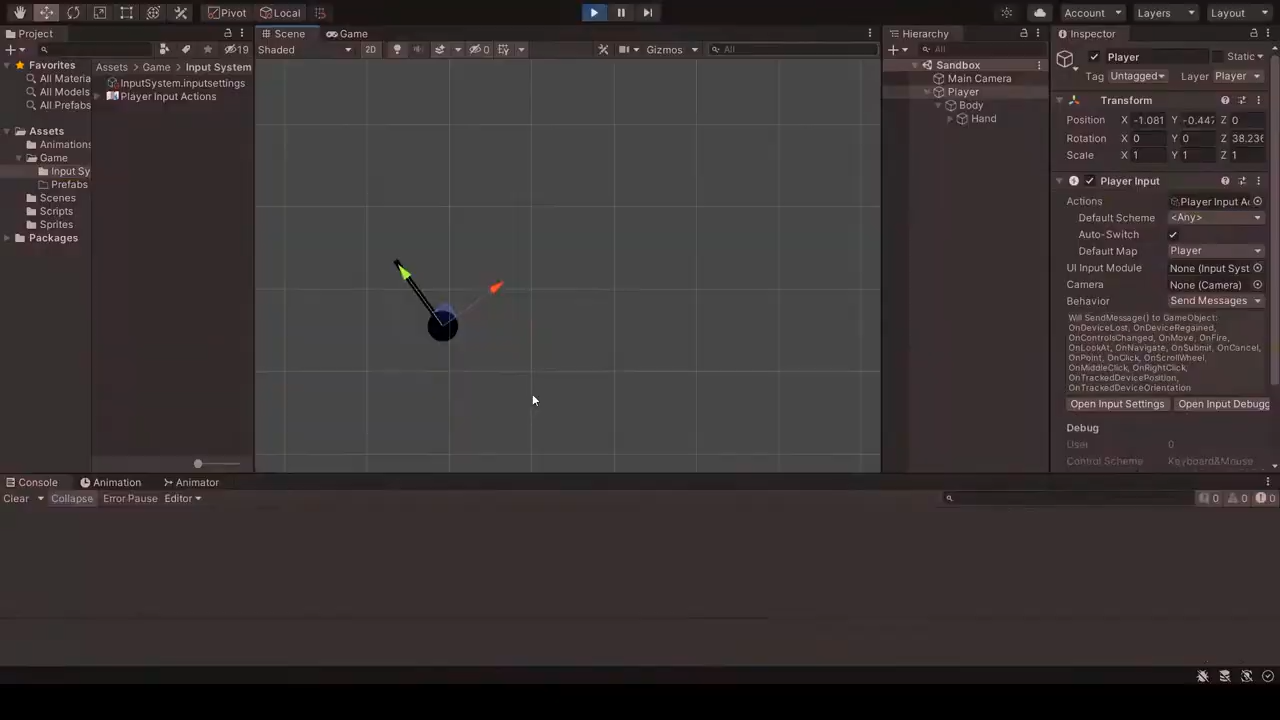 Pivot Local Account Layers Layout
Project
19
Favorites
All Materia
All Models
All Prefabs
Assets
Animations
Game
Input Sy
Prefabs
Scenes
Scripts
Sprites
Packages
Assets > Game > Input System
InputSystem.inputsettings
Player Input Actions
Scene Game
Shaded 2D 0 Gizmos All
Hierarchy
All
Sandbox
Main Camera
Player
Body
Hand
Inspector
Player Static
Tag Untagged Layer Player
Transform
Position X -1.081 Y -0.447 Z 0
Rotation X 0 Y 0 Z 38.236
Scale X 1 Y 1 Z 1
Player Input
Actions Player Input Ac
Default Scheme <Any>
Auto-Switch
Default Map Player
UI Input Module None (Input Syst
Camera None (Camera)
Behavior Send Messages
Will SendMessage() to GameObject:
OnDeviceLost, OnDeviceRegained,
OnControlsChanged, OnMove, OnFire,
OnLookAt, OnNavigate, OnSubmit, OnCancel,
OnPoint, OnClick, OnScrollWheel,
OnMiddleClick, OnRightClick,
OnTrackedDevicePosition,
OnTrackedDeviceOrientation
Open Input Settings Open Input Debugg
Debug
User 0
Control Scheme Keyboard&Mouse
Console Animation Animator
Clear Collapse Error Pause Editor 0 0 0